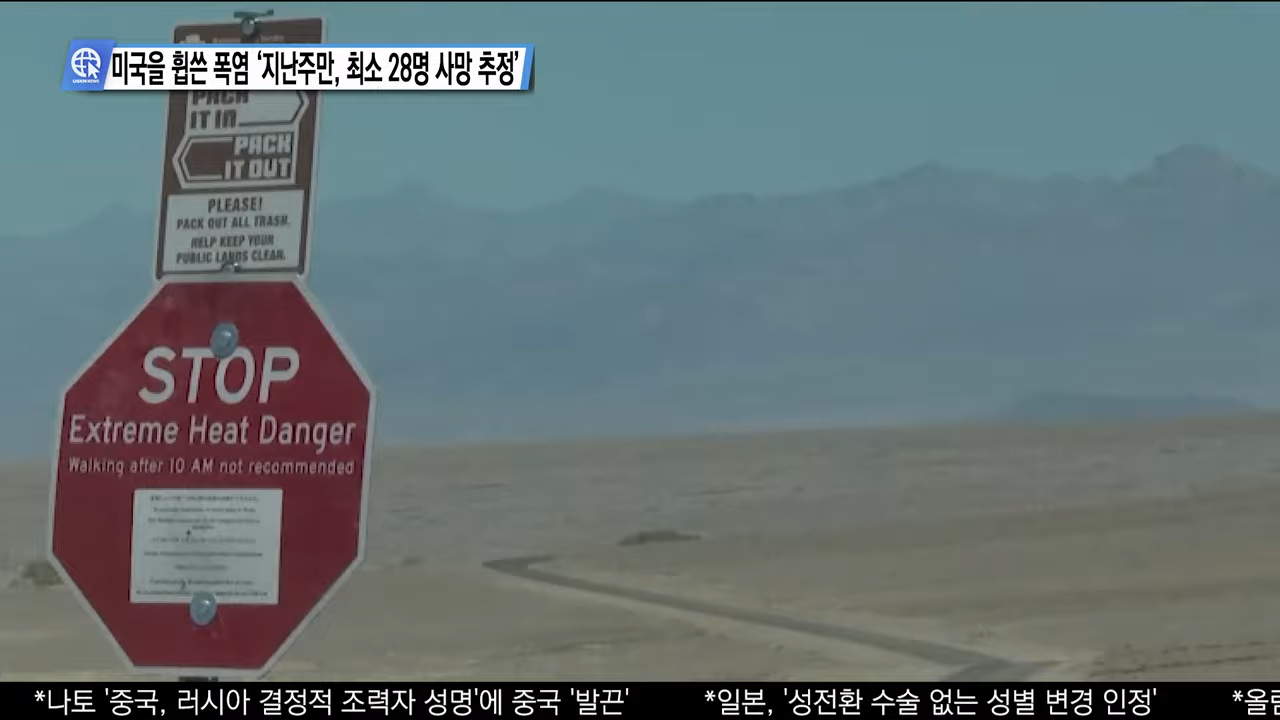 미국을 휩쓴 폭염 '지난주만, 최소 28명 사망 추정'
PACK
IT IN
PACK
IT OUT
PLEASE!
PACK OUT ALL TRASH.
HELP KEEP YOUR
PUBLIC LANDS CLEAN.
STOP
Extreme Heat Danger
Walking after 10 AM not recommended
*나토 '중국, 러시아 결정적 조력자 성명'에 중국 '발끈' *일본, '성전환 수술 없는 성별 변경 인정' *올림